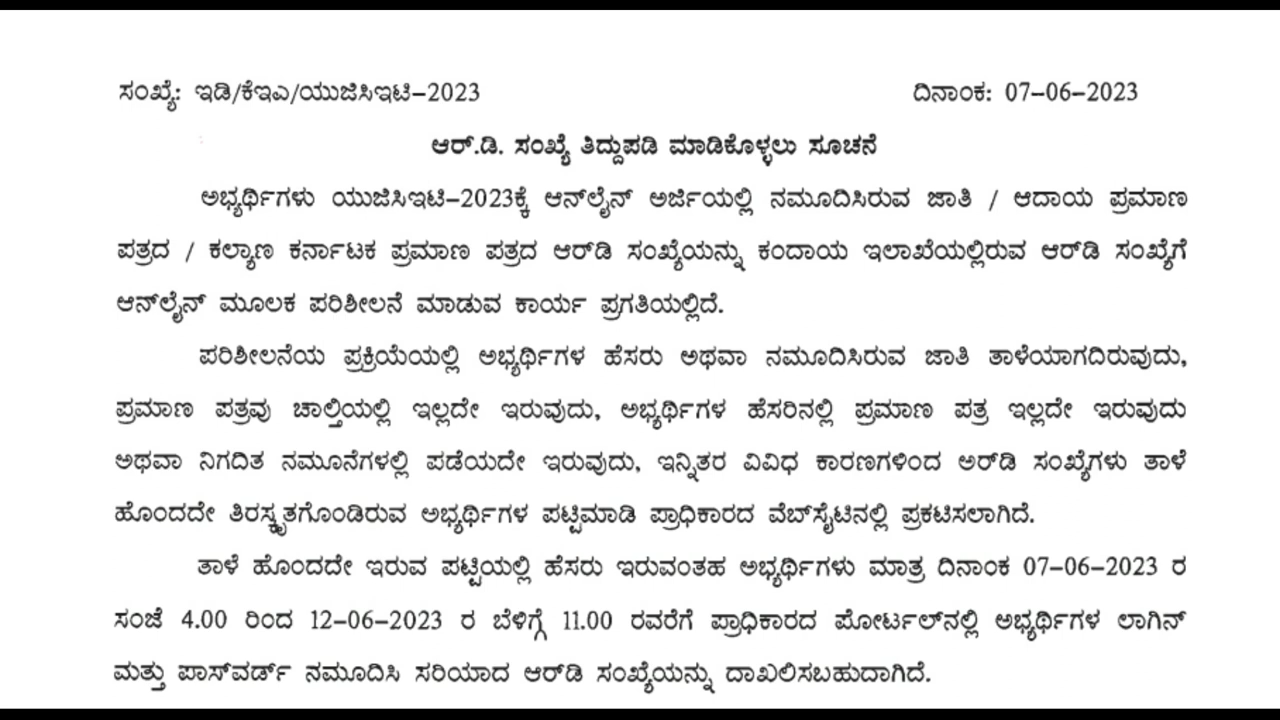 ಸಂಖ್ಯೆ: ಇಡಿ/ಕೆಇಎ/ಯುಜಿಸಿಇಟಿ–2023 ದಿನಾಂಕ: 07–06–2023
ಆರ್.ಡಿ. ಸಂಖ್ಯೆ ತಿದ್ದುಪಡಿ ಮಾಡಿಕೊಳ್ಳಲು ಸೂಚನೆ
ಅಭ್ಯರ್ಥಿಗಳು ಯುಜಿಸಿಇಟಿ–2023ಕ್ಕೆ ಆನ್‌ಲೈನ್ ಅರ್ಜಿಯಲ್ಲಿ ನಮೂದಿಸಿರುವ ಜಾತಿ / ಆದಾಯ ಪ್ರಮಾಣ
ಪತ್ರದ / ಕಲ್ಯಾಣ ಕರ್ನಾಟಕ ಪ್ರಮಾಣ ಪತ್ರದ ಆರ್‌ಡಿ ಸಂಖ್ಯೆಯನ್ನು ಕಂದಾಯ ಇಲಾಖೆಯಲ್ಲಿರುವ ಆರ್‌ಡಿ ಸಂಖ್ಯೆಗೆ
ಆನ್‌ಲೈನ್ ಮೂಲಕ ಪರಿಶೀಲನೆ ಮಾಡುವ ಕಾರ್ಯ ಪ್ರಗತಿಯಲ್ಲಿದೆ.
ಪರಿಶೀಲನೆಯ ಪ್ರಕ್ರಿಯೆಯಲ್ಲಿ ಅಭ್ಯರ್ಥಿಗಳ ಹೆಸರು ಅಥವಾ ನಮೂದಿಸಿರುವ ಜಾತಿ ತಾಳೆಯಾಗದಿರುವುದು,
ಪ್ರಮಾಣ ಪತ್ರವು ಚಾಲ್ತಿಯಲ್ಲಿ ಇಲ್ಲದೇ ಇರುವುದು, ಅಭ್ಯರ್ಥಿಗಳ ಹೆಸರಿನಲ್ಲಿ ಪ್ರಮಾಣ ಪತ್ರ ಇಲ್ಲದೇ ಇರುವುದು
ಅಥವಾ ನಿಗದಿತ ನಮೂನೆಗಳಲ್ಲಿ ಪಡೆಯದೇ ಇರುವುದು, ಇನ್ನಿತರ ವಿವಿಧ ಕಾರಣಗಳಿಂದ ಅರ್‌ಡಿ ಸಂಖ್ಯೆಗಳು ತಾಳೆ
ಹೊಂದದೇ ತಿರಸ್ಕೃತಗೊಂಡಿರುವ ಅಭ್ಯರ್ಥಿಗಳ ಪಟ್ಟಿಮಾಡಿ ಪ್ರಾಧಿಕಾರದ ವೆಬ್‌ಸೈಟಿನಲ್ಲಿ ಪ್ರಕಟಿಸಲಾಗಿದೆ.
ತಾಳೆ ಹೊಂದದೇ ಇರುವ ಪಟ್ಟಿಯಲ್ಲಿ ಹೆಸರು ಇರುವಂತಹ ಅಭ್ಯರ್ಥಿಗಳು ಮಾತ್ರ ದಿನಾಂಕ 07–06–2023 ರ
ಸಂಜೆ 4.00 ರಿಂದ 12–06–2023 ರ ಬೆಳಿಗ್ಗೆ 11.00 ರವರೆಗೆ ಪ್ರಾಧಿಕಾರದ ಪೋರ್ಟಲ್‌ನಲ್ಲಿ ಅಭ್ಯರ್ಥಿಗಳ ಲಾಗಿನ್
ಮತ್ತು ಪಾಸ್‌ವರ್ಡ್ ನಮೂದಿಸಿ ಸರಿಯಾದ ಆರ್‌ಡಿ ಸಂಖ್ಯೆಯನ್ನು ದಾಖಲಿಸಬಹುದಾಗಿದೆ.